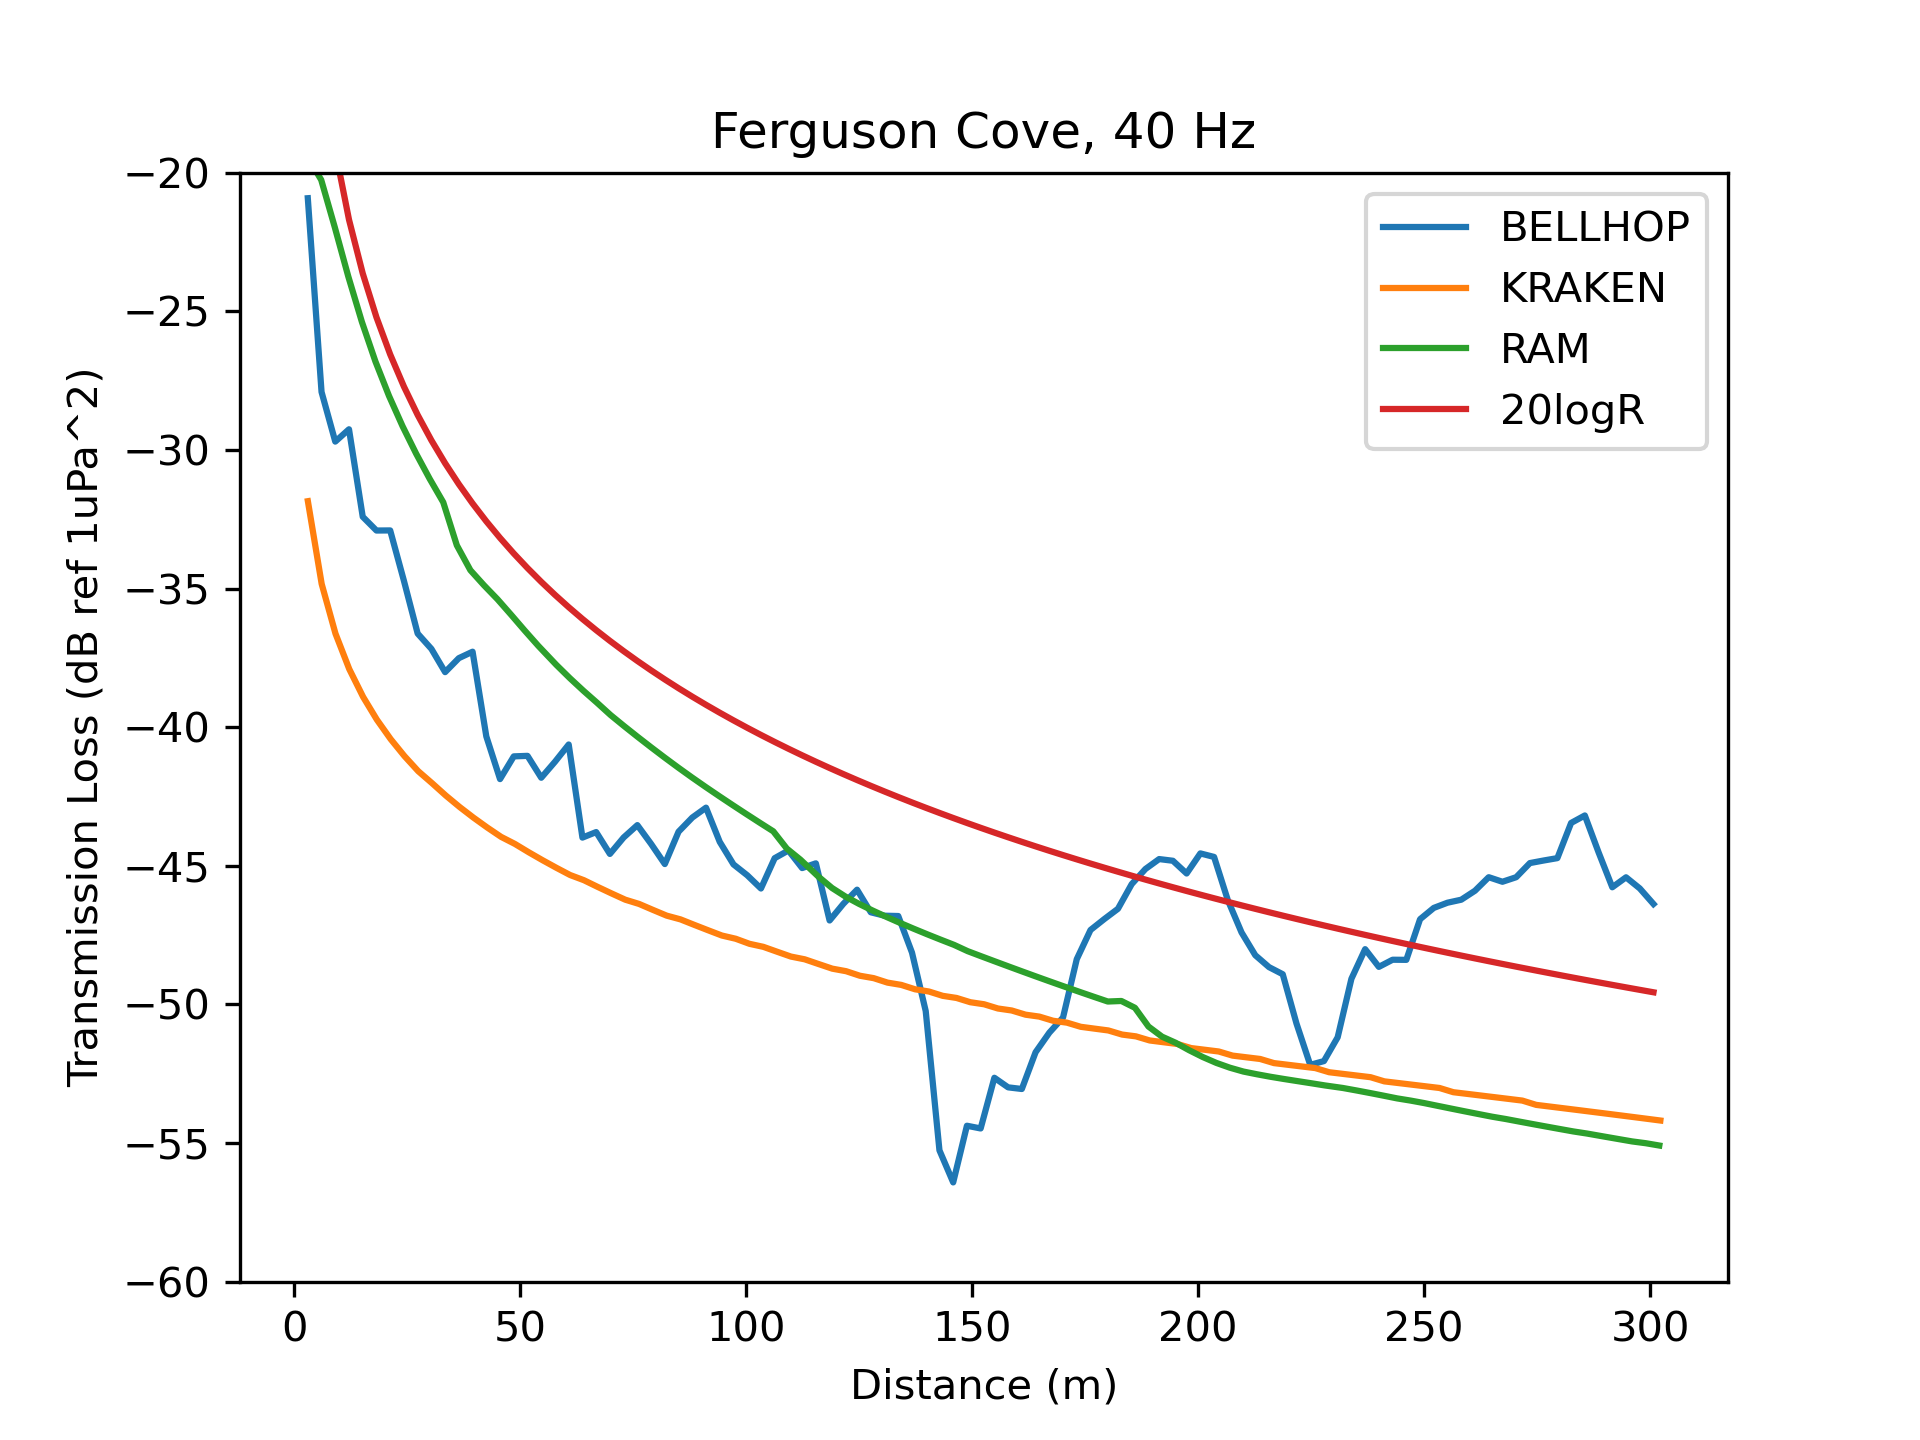 Ferguson Cove, 40 Hz
−20
−25
−30
−35
−40
−45
−50
−55
−60
Transmission Loss (dB ref 1uPa^2)
BELLHOP
KRAKEN
RAM
20logR
0 50 100 150 200 250 300
Distance (m)